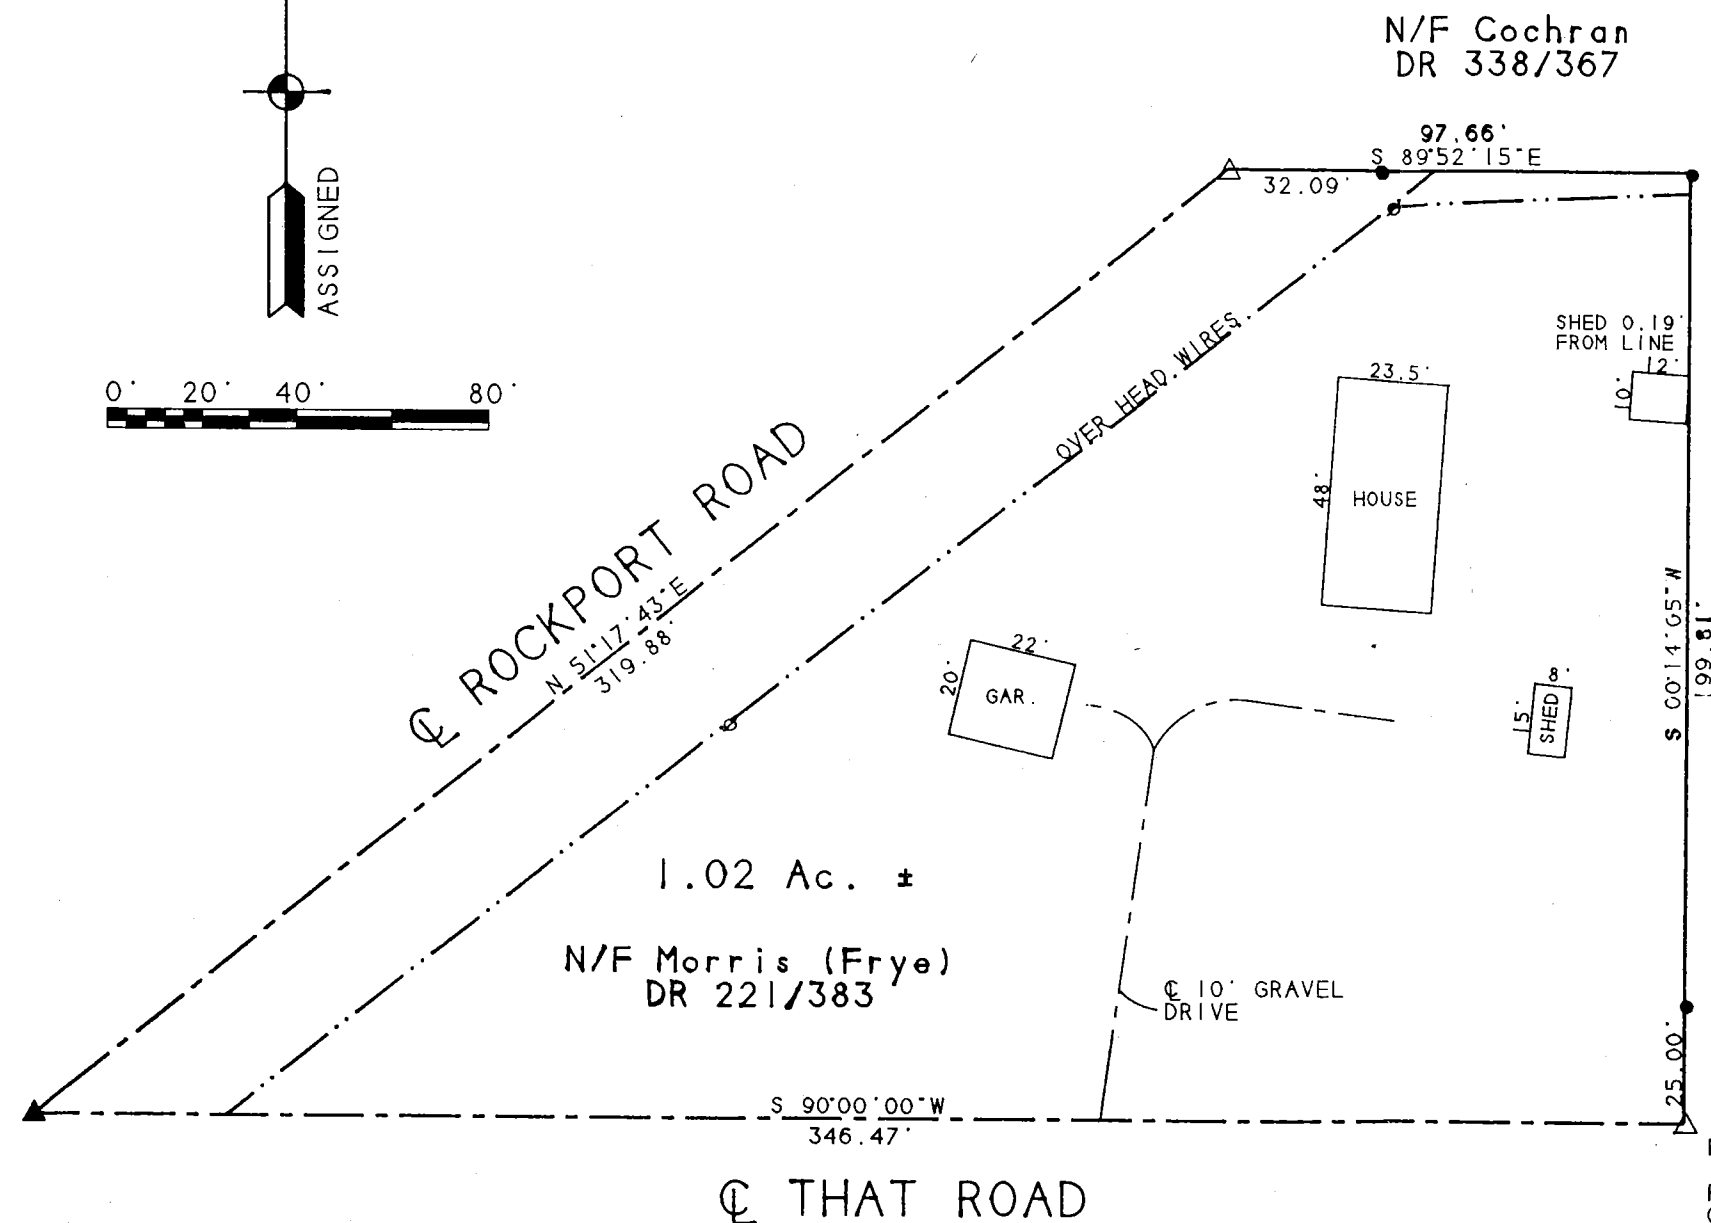 N/F Cochran
DR 338/367
97.66'
S 89°52'15"E
32.09'
ASSIGNED
0' 20' 40' 80'
SHED 0.19'
FROM LINE
12'
10'
23.5'
48'
HOUSE
OVER HEAD WIRES
℄ ROCKPORT ROAD
N 51°17'43"E
319.88'
S 00°14'05"W
199.81'
22'
20'
GAR.
8'
15'
SHED
1.02 Ac. ±
N/F Morris (Frye)
DR 221/383
℄ 10' GRAVEL
DRIVE
25.00'
S 90°00'00"W
346.47'
℄ THAT ROAD